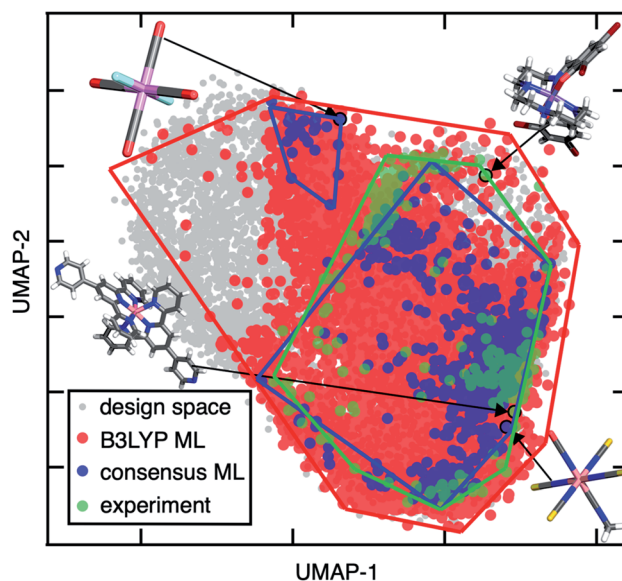 UMAP-2
design space
B3LYP ML
consensus ML
experiment
UMAP-1